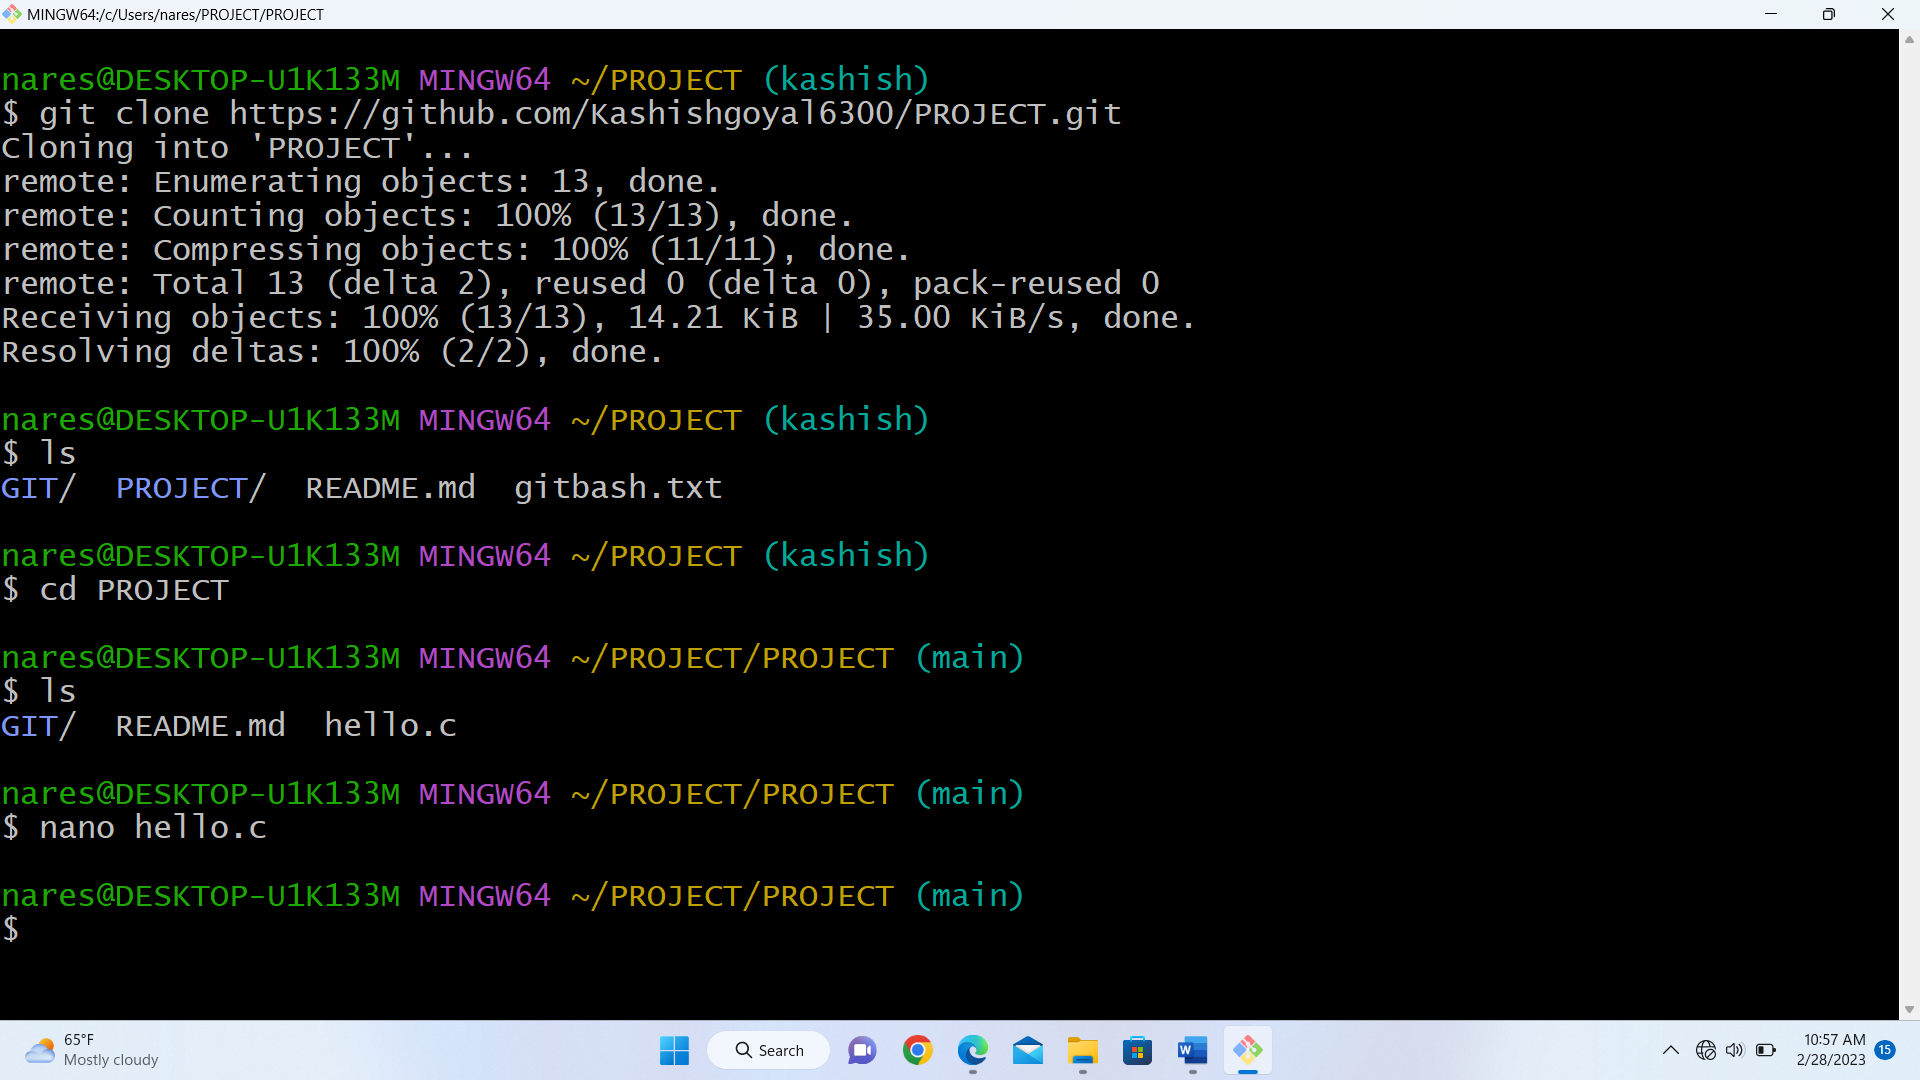 MINGW64:/c/Users/nares/PROJECT/PROJECT
nares@DESKTOP-U1K133M MINGW64 ~/PROJECT (kashish)
$ git clone https://github.com/Kashishgoyal6300/PROJECT.git
Cloning into 'PROJECT'...
remote: Enumerating objects: 13, done.
remote: Counting objects: 100% (13/13), done.
remote: Compressing objects: 100% (11/11), done.
remote: Total 13 (delta 2), reused 0 (delta 0), pack-reused 0
Receiving objects: 100% (13/13), 14.21 KiB | 35.00 KiB/s, done.
Resolving deltas: 100% (2/2), done.
nares@DESKTOP-U1K133M MINGW64 ~/PROJECT (kashish)
$ ls
GIT/  PROJECT/  README.md  gitbash.txt
nares@DESKTOP-U1K133M MINGW64 ~/PROJECT (kashish)
$ cd PROJECT
nares@DESKTOP-U1K133M MINGW64 ~/PROJECT/PROJECT (main)
$ ls
GIT/  README.md  hello.c
nares@DESKTOP-U1K133M MINGW64 ~/PROJECT/PROJECT (main)
$ nano hello.c
nares@DESKTOP-U1K133M MINGW64 ~/PROJECT/PROJECT (main)
$
65°F
Mostly cloudy
Search
W
10:57 AM
2/28/2023
15